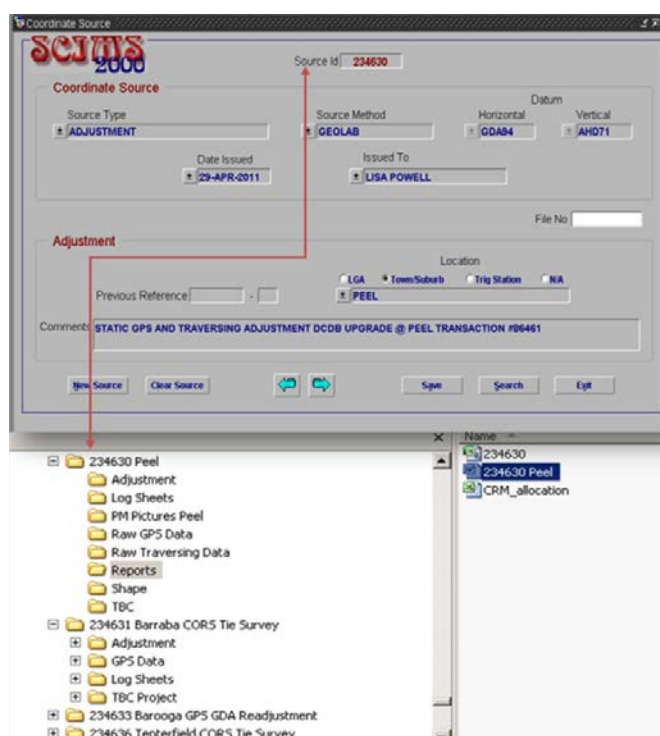 Coordinate Source
SCIMS
2000
Source Id 234630
Coordinate Source
Datum
Source Type Source Method Horizontal Vertical
ADJUSTMENT GEOLAB GDA94 AHD71
Date Issued Issued To
29-APR-2011 LISA POWELL
File No
Adjustment
Location
LGA Town/Suburb Trig Station N/A
Previous Reference - PEEL
Comments STATIC GPS AND TRAVERSING ADJUSTMENT DCDB UPGRADE @ PEEL TRANSACTION #86461
New Source Clear Source Save Search Exit
Name
234630 Peel 234630
Adjustment 234630 Peel
Log Sheets CRM_allocation
PM Pictures Peel
Raw GPS Data
Raw Traversing Data
Reports
Shape
TBC
234631 Barraba CORS Tie Survey
Adjustment
GPS Data
Log Sheets
TBC Project
234633 Barooga GPS GDA Readjustment
234636 Tenterfield CORS Tie Survey